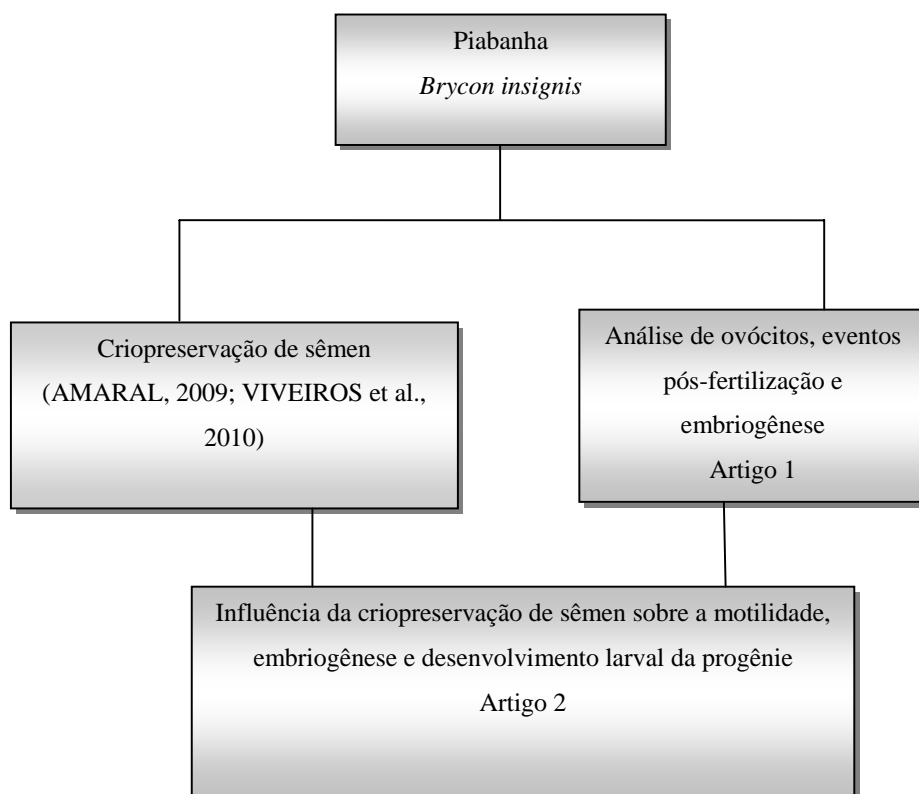 Piabanha
Brycon insignis
Criopreservação de sêmen
(AMARAL, 2009; VIVEIROS et al.,
2010)
Análise de ovócitos, eventos
pós-fertilização e
embriogênese
Artigo 1
Influência da criopreservação de sêmen sobre a motilidade,
embriogênese e desenvolvimento larval da progênie
Artigo 2